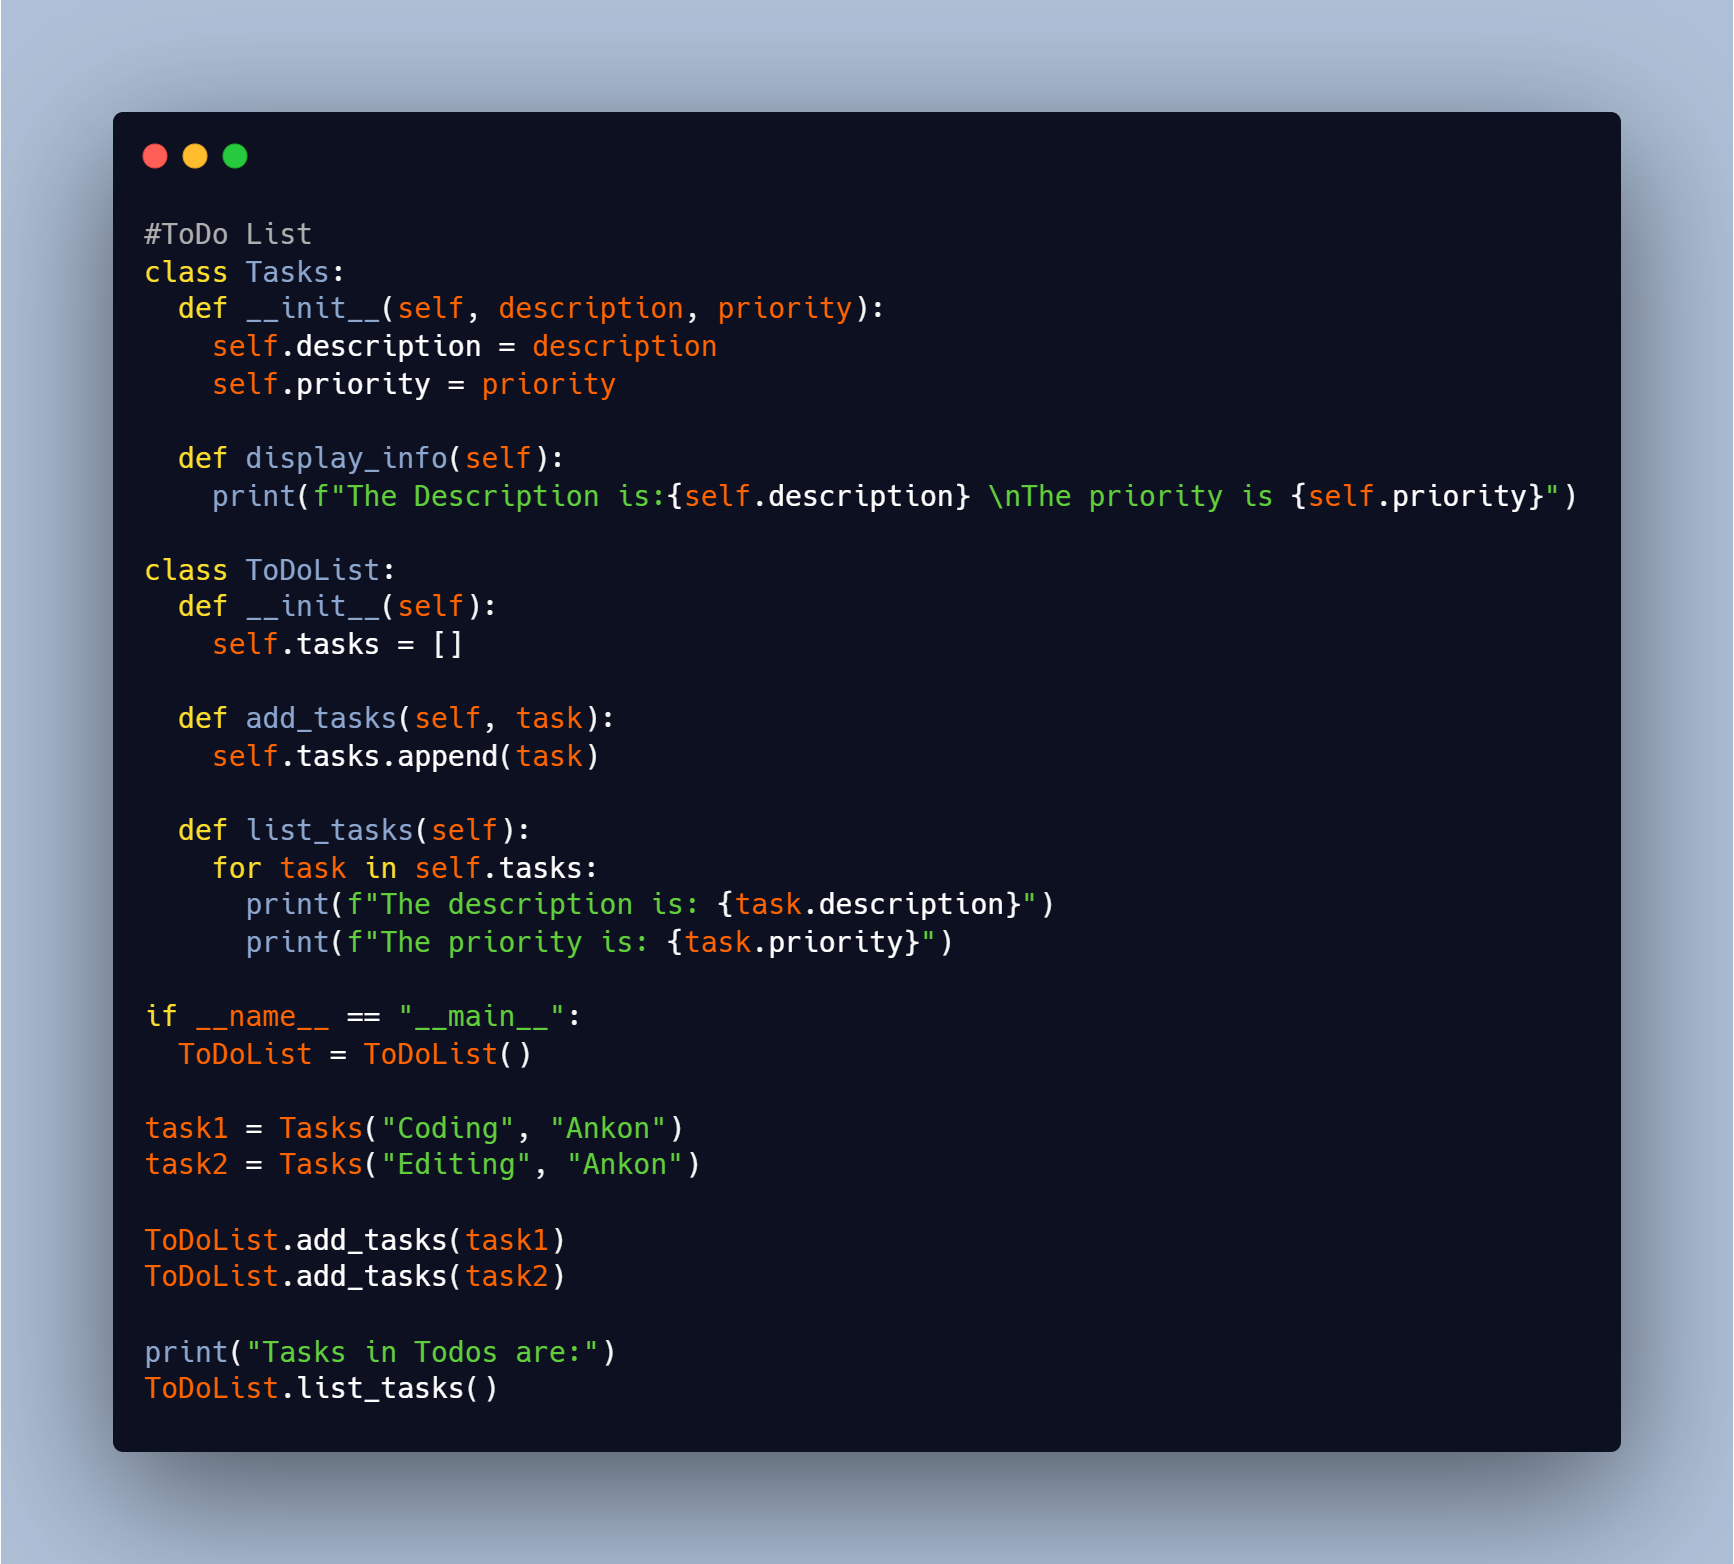 #ToDo List
class Tasks:
  def __init__(self, description, priority):
    self.description = description
    self.priority = priority

  def display_info(self):
    print(f"The Description is:{self.description} \nThe priority is {self.priority}")

class ToDoList:
  def __init__(self):
    self.tasks = []

  def add_tasks(self, task):
    self.tasks.append(task)

  def list_tasks(self):
    for task in self.tasks:
      print(f"The description is: {task.description}")
      print(f"The priority is: {task.priority}")

if __name__ == "__main__":
  ToDoList = ToDoList()

task1 = Tasks("Coding", "Ankon")
task2 = Tasks("Editing", "Ankon")

ToDoList.add_tasks(task1)
ToDoList.add_tasks(task2)

print("Tasks in Todos are:")
ToDoList.list_tasks()